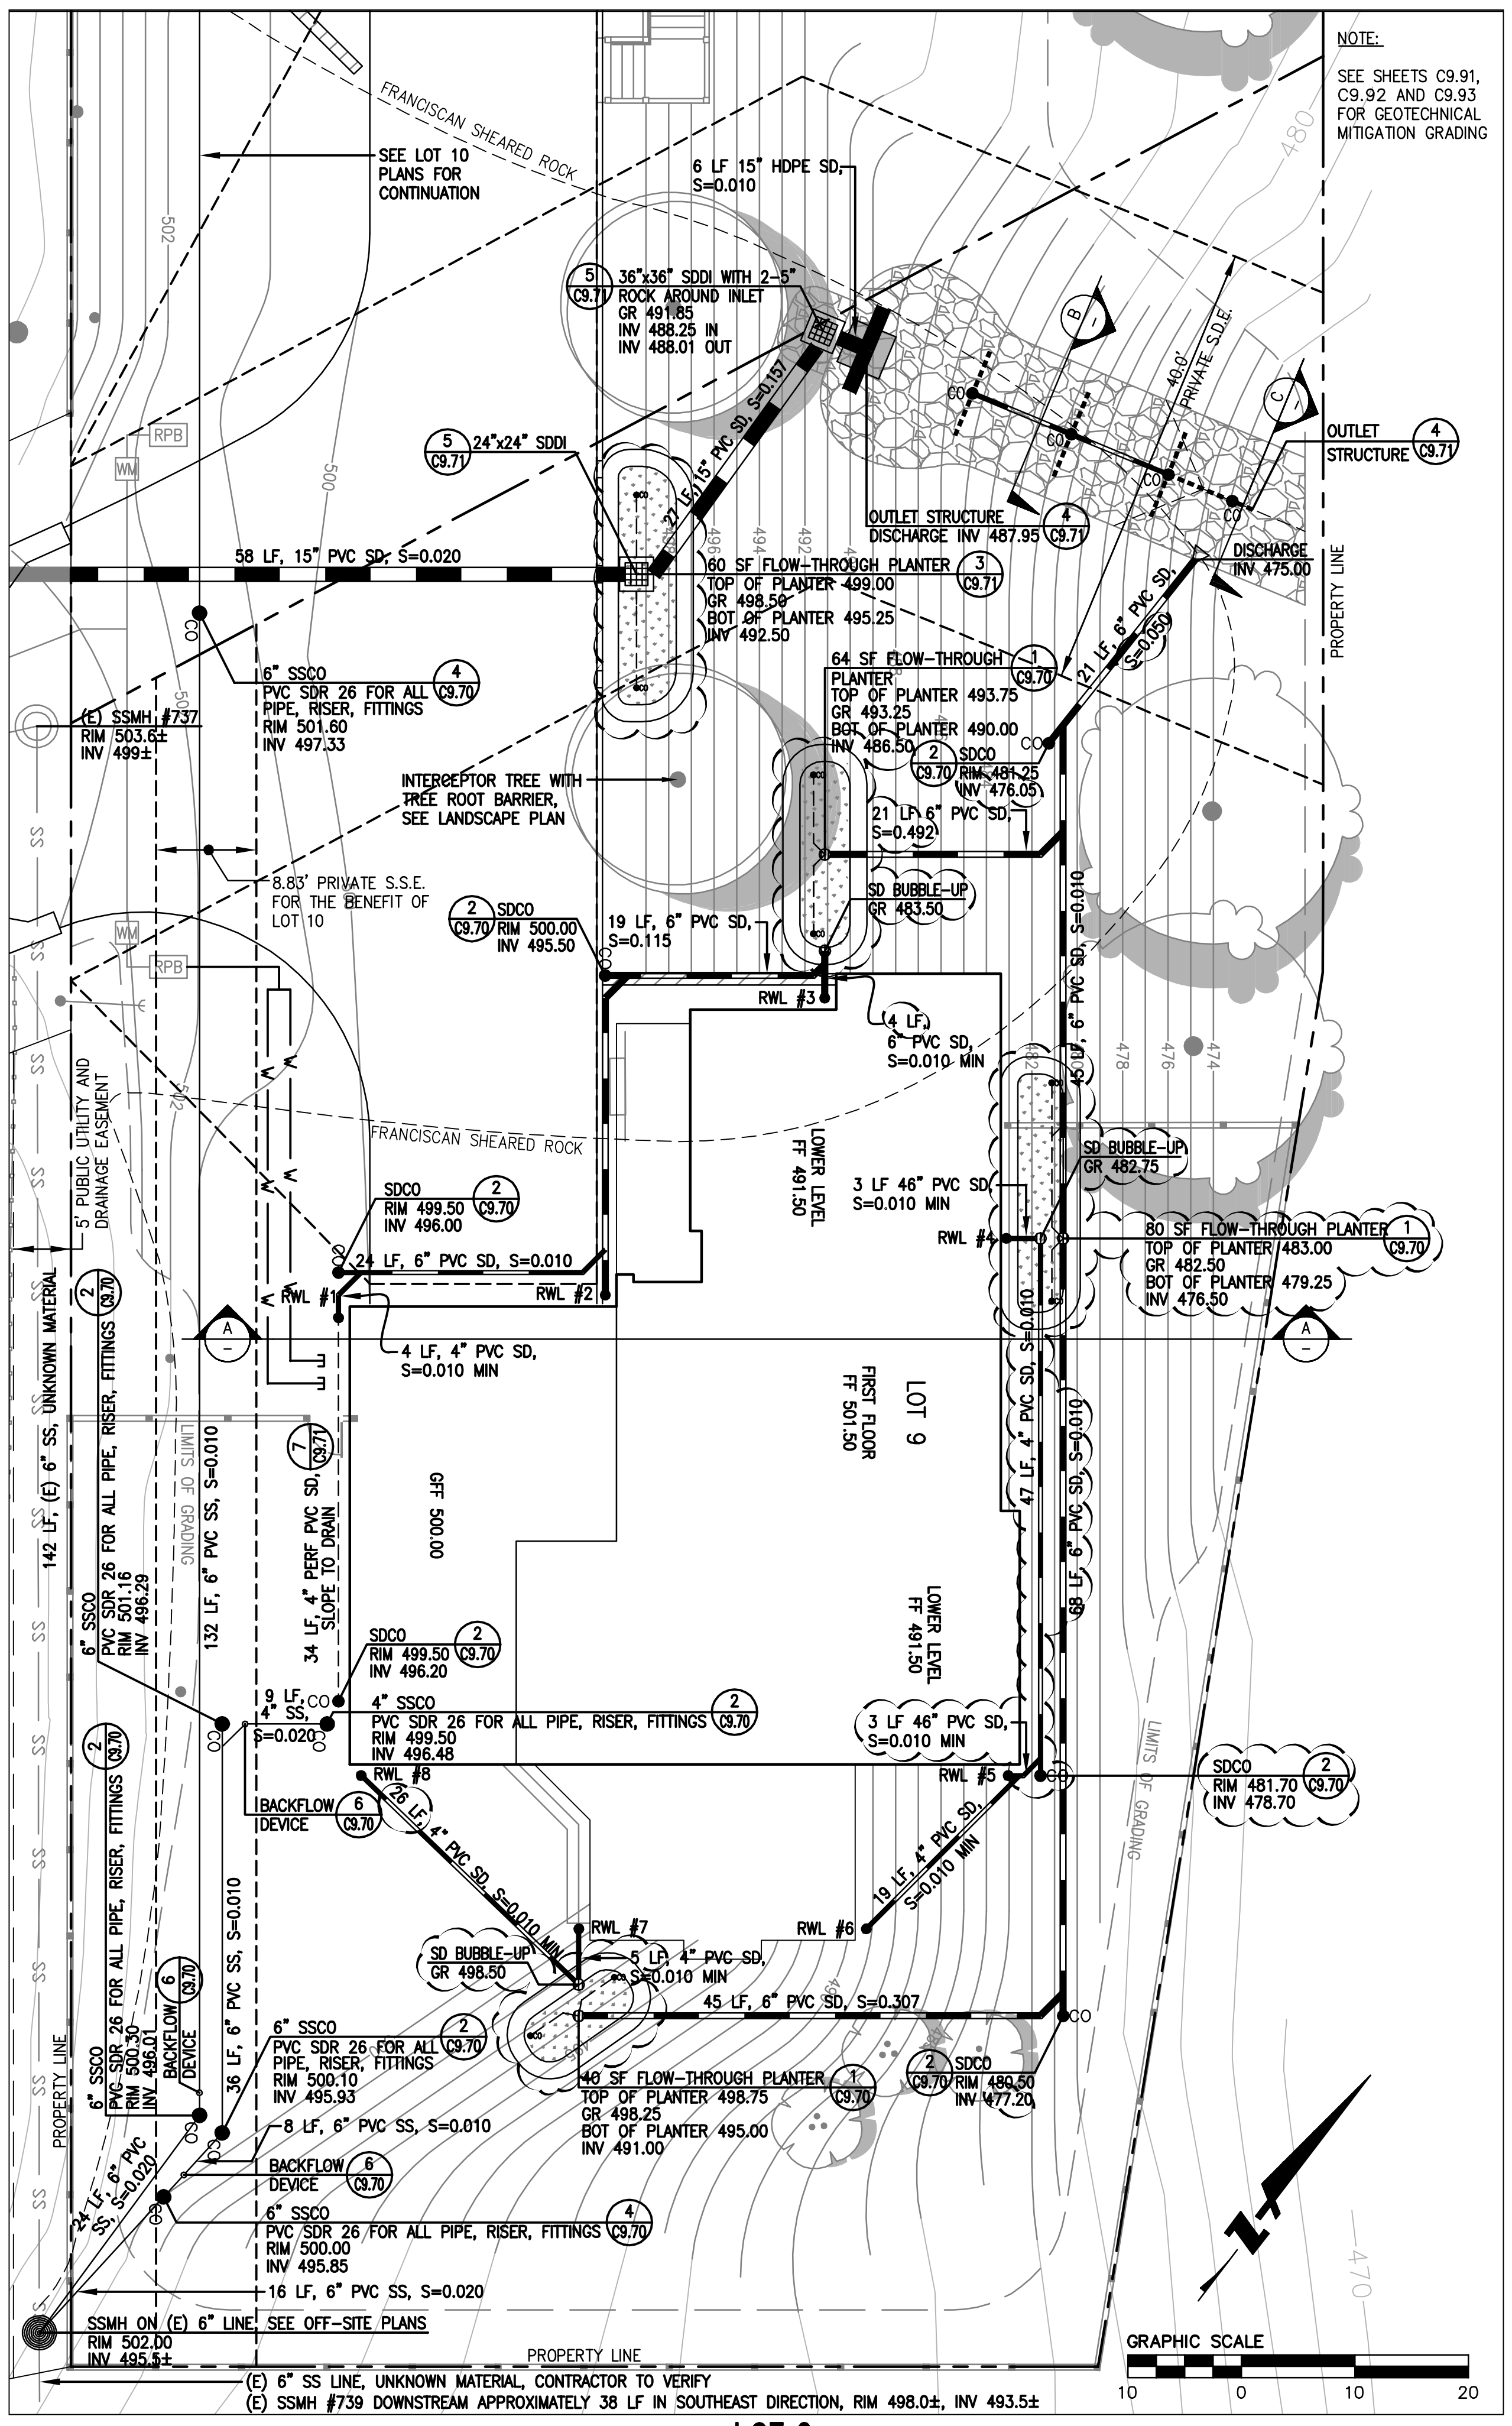 NOTE:
SEE SHEETS C9.91,
C9.92 AND C9.93
FOR GEOTECHNICAL
MITIGATION GRADING
480
FRANCISCAN SHEARED ROCK
SEE LOT 10
PLANS FOR
CONTINUATION
502
6 LF 15" HDPE SD,
S=0.010
5
C9.71
36"x36" SDDI WITH 2-5"
ROCK AROUND INLET
GR 491.85
INV 488.25 IN
INV 488.01 OUT
B
–
40.0'
PRIVATE S.D.E.
C
–
CO
CO
CO
CO
OUTLET
STRUCTURE
4
C9.71
RPB
WM
500
5
C9.71
24"x24" SDDI
27 LF, 15" PVC SD, S=0.157
496
494
492
OUTLET STRUCTURE
DISCHARGE INV 487.95
4
C9.71
58 LF, 15" PVC SD, S=0.020
60 SF FLOW-THROUGH PLANTER
TOP OF PLANTER 499.00
GR 498.50
BOT OF PLANTER 495.25
INV 492.50
3
C9.71
DISCHARGE
INV 475.00
PROPERTY LINE
21 LF, 6" PVC SD,
S=0.050
CO
6" SSCO
PVC SDR 26 FOR ALL
PIPE, RISER, FITTINGS
RIM 501.60
INV 497.33
4
C9.70
(E) SSMH #737
RIM 503.6±
INV 499±
64 SF FLOW-THROUGH
PLANTER
TOP OF PLANTER 493.75
GR 493.25
BOT OF PLANTER 490.00
INV 486.50
1
C9.70
CO
2
C9.70
SDCO
RIM 481.25
INV 476.05
INTERCEPTOR TREE WITH
TREE ROOT BARRIER,
SEE LANDSCAPE PLAN
21 LF, 6" PVC SD,
S=0.492
SS
8.83' PRIVATE S.S.E.
FOR THE BENEFIT OF
LOT 10
SD BUBBLE-UP
GR 483.50
2
C9.70
SDCO
RIM 500.00
INV 495.50
CO
19 LF, 6" PVC SD,
S=0.115
45 LF, 6" PVC SD, S=0.010
WM
RPB
RWL #3
4 LF,
6" PVC SD,
S=0.010 MIN
482
478
476
474
5' PUBLIC UTILITY AND
DRAINAGE EASEMENT
502
W
W
W
W
W
W
FRANCISCAN SHEARED ROCK
LOWER LEVEL
FF 491.50
SD BUBBLE-UP
GR 482.75
3 LF 46" PVC SD,
S=0.010 MIN
RWL #4
80 SF FLOW-THROUGH PLANTER
TOP OF PLANTER 483.00
GR 482.50
BOT OF PLANTER 479.25
INV 476.50
1
C9.70
SDCO
RIM 499.50
INV 496.00
2
C9.70
CO
24 LF, 6" PVC SD, S=0.010
RWL #1
RWL #2
A
–
A
–
4 LF, 4" PVC SD,
S=0.010 MIN
142 LF, (E) 6" SS, UNKNOWN MATERIAL
2
C9.70
6" SSCO
PVC SDR 26 FOR ALL PIPE, RISER, FITTINGS
RIM 501.16
INV 496.29
LIMITS OF GRADING
132 LF, 6" PVC SS, S=0.010
7
C9.71
34 LF, 4" PERF PVC SD,
SLOPE TO DRAIN
GFF 500.00
FIRST FLOOR
FF 501.50
LOT 9
47 LF, 4" PVC SD, S=0.010
68 LF, 6" PVC SD, S=0.010
LOWER LEVEL
FF 491.50
SDCO
RIM 499.50
INV 496.20
2
C9.70
9 LF,
4" SS,
S=0.020
CO
CO
CO
4" SSCO
PVC SDR 26 FOR ALL PIPE, RISER, FITTINGS
RIM 499.50
INV 496.48
2
C9.70
3 LF 46" PVC SD,
S=0.010 MIN
RWL #5
CO
SDCO
RIM 481.70
INV 478.70
2
C9.70
LIMITS OF GRADING
RWL #8
BACKFLOW
DEVICE
6
C9.70
26 LF, 4" PVC SD, S=0.010 MIN
19 LF, 4" PVC SD,
S=0.010 MIN
2
C9.70
6" SSCO
PVC SDR 26 FOR ALL PIPE, RISER, FITTINGS
RIM 500.30
INV 496.01
BACKFLOW
DEVICE
6
C9.70
36 LF, 6" PVC SS, S=0.010
RWL #7
RWL #6
SD BUBBLE-UP
GR 498.50
5 LF, 4" PVC SD,
S=0.010 MIN
490
45 LF, 6" PVC SD, S=0.307
CO
6" SSCO
PVC SDR 26 FOR ALL
PIPE, RISER, FITTINGS
RIM 500.10
INV 495.93
2
C9.70
40 SF FLOW-THROUGH PLANTER
TOP OF PLANTER 498.75
GR 498.25
BOT OF PLANTER 495.00
INV 491.00
1
C9.70
2
C9.70
SDCO
RIM 480.50
INV 477.20
PROPERTY LINE
CO
CO
CO
8 LF, 6" PVC SS, S=0.010
24 LF, 6" PVC
SS, S=0.020
BACKFLOW
DEVICE
6
C9.70
6" SSCO
PVC SDR 26 FOR ALL PIPE, RISER, FITTINGS
RIM 500.00
INV 495.85
4
C9.70
16 LF, 6" PVC SS, S=0.020
SSMH ON (E) 6" LINE, SEE OFF-SITE PLANS
RIM 502.00
INV 495.5±
PROPERTY LINE
(E) 6" SS LINE, UNKNOWN MATERIAL, CONTRACTOR TO VERIFY
(E) SSMH #739 DOWNSTREAM APPROXIMATELY 38 LF IN SOUTHEAST DIRECTION, RIM 498.0±, INV 493.5±
N
470
GRAPHIC SCALE
10 0 10 20